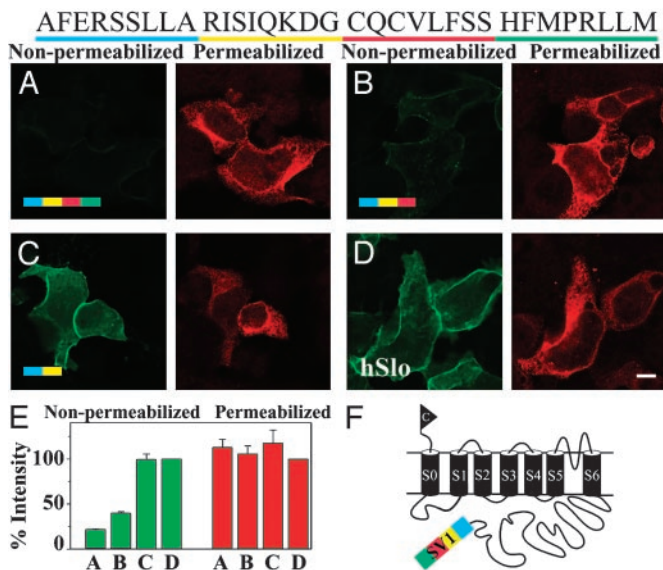 AFERSSLLA RISIQKDG CQCVLFSS HFMPRLLM
Non-permeabilized Permeabilized Non-permeabilized Permeabilized
A B
C D
hSlo
E Non-permeabilized Permeabilized F
% Intensity
100
50
0
A B C D A B C D
C
S0 S1 S2 S3 S4 S5 S6
SV1